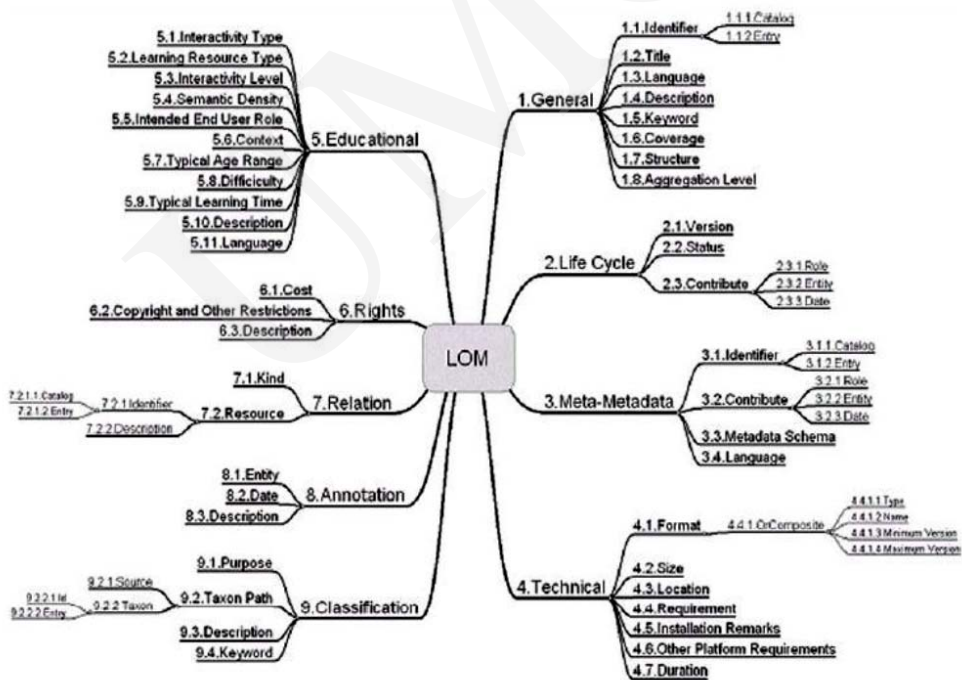 LOM
1.General
1.1.Identifier
1.1.1.Catalog
1.1.2.Entry
1.2.Title
1.3.Language
1.4.Description
1.5.Keyword
1.6.Coverage
1.7.Structure
1.8.Aggregation Level
2.Life Cycle
2.1.Version
2.2.Status
2.3.Contribute
2.3.1 Role
2.3.2 Entity
2.3.3 Date
3.Meta-Metadata
3.1.Identifier
3.1.1.Catalog
3.1.2 Entry
3.2.Contribute
3.2.1 Role
3.2.2 Entity
3.2.3 Date
3.3.Metadata Schema
3.4.Language
4.Technical
4.1.Format
4.4.1.OrComposite
4.4.1.1 Type
4.4.1.2 Name
4.4.1.3 Minimum Version
4.4.1.4 Maximum Version
4.2.Size
4.3.Location
4.4.Requirement
4.5.Installation Remarks
4.6.Other Platform Requirements
4.7.Duration
5.Educational
5.1.Interactivity Type
5.2.Learning Resource Type
5.3.Interactivity Level
5.4.Semantic Density
5.5.Intended End User Role
5.6.Context
5.7.Typical Age Range
5.8.Difficiculty
5.9.Typical Learning Time
5.10.Description
5.11.Language
6.Rights
6.1.Cost
6.2.Copyright and Other Restrictions
6.3.Description
7.Relation
7.1.Kind
7.2.Resource
7.2.1.Identifier
7.2.1.1.Catalog
7.2.1.2.Entry
7.2.2.Description
8.Annotation
8.1.Entity
8.2.Date
8.3.Description
9.Classification
9.1.Purpose
9.2.Taxon Path
9.2.1.Source
9.2.2.Taxon
9.2.2.1 Id
9.2.2.2 Entry
9.3.Description
9.4.Keyword